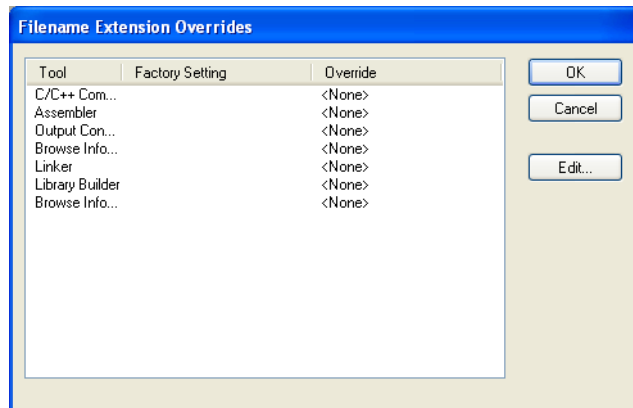 Filename Extension Overrides
Tool Factory Setting Override
C/C++ Com... <None>
Assembler <None>
Output Con... <None>
Browse Info... <None>
Linker <None>
Library Builder <None>
Browse Info... <None>
OK
Cancel
Edit...